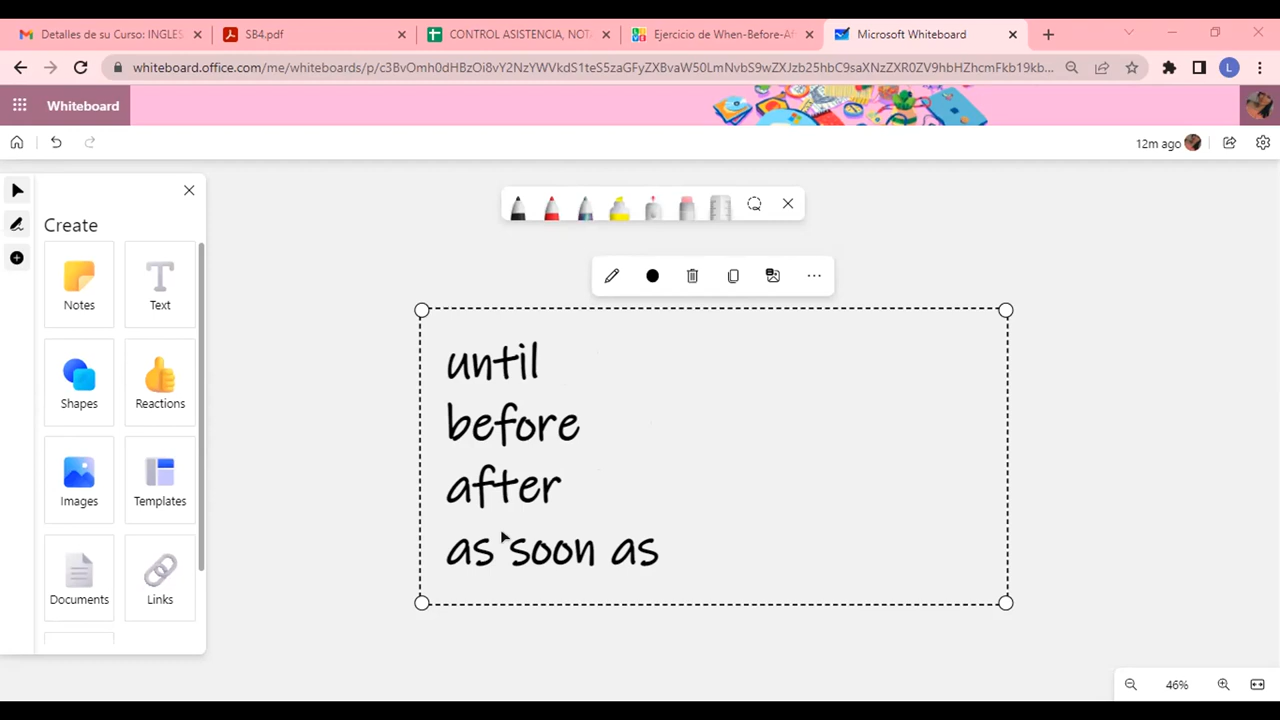 Detalles de su Curso: INGLES
SB4.pdf
CONTROL ASISTENCIA, NOT
Ejercicio de When-Before-Af
Microsoft Whiteboard
Whiteboard
12m ago
Create
Notes
Text
Shapes
Reactions
Images
Templates
Documents
Links
until
before
after
as soon as
46%